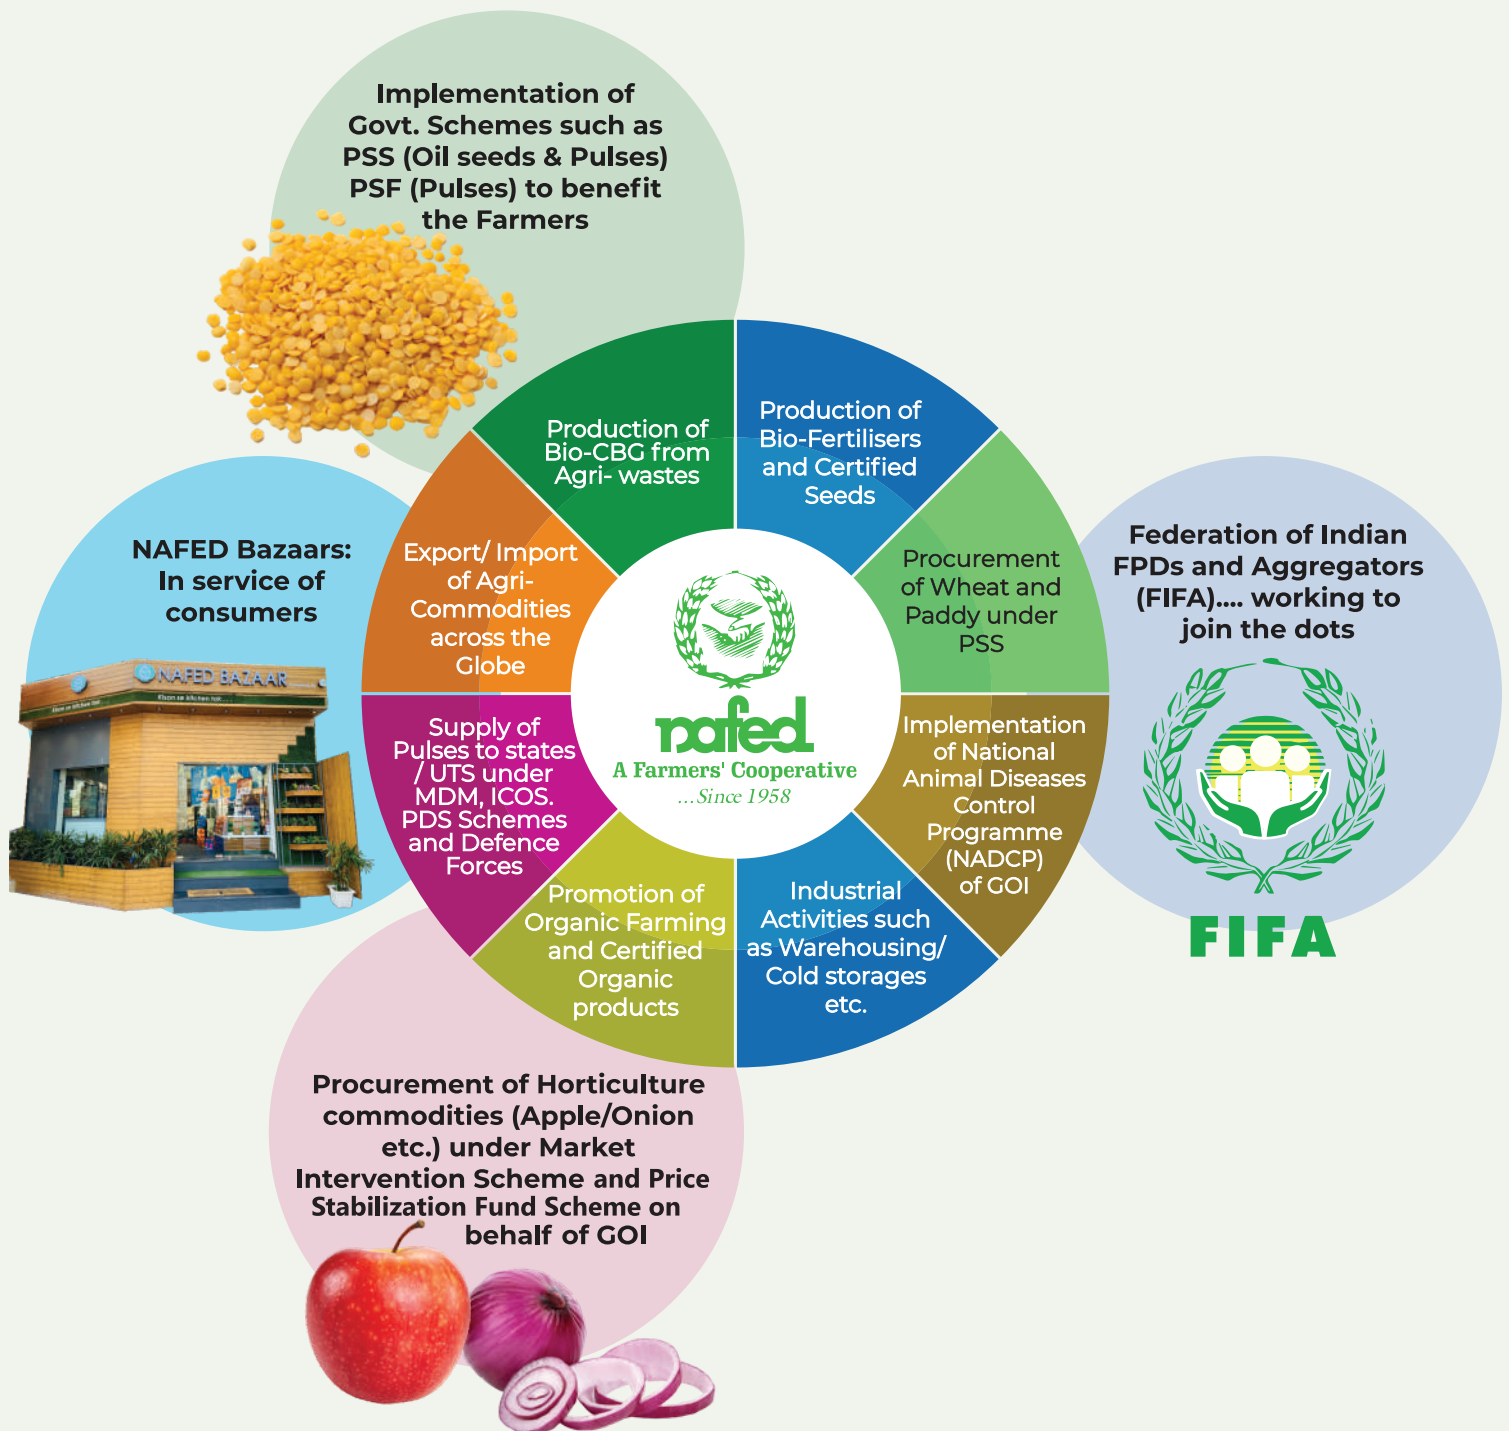 Implementation of
Govt. Schemes such as
PSS (Oil seeds & Pulses)
PSF (Pulses) to benefit
the Farmers
Production of
Bio-CBG from
Agri- wastes
Production of
Bio-Fertilisers
and Certified
Seeds
Procurement
of Wheat and
Paddy under
PSS
Implementation
of National
Animal Diseases
Control
Programme
(NADCP)
of GOI
Industrial
Activities such
as Warehousing/
Cold storages
etc.
Promotion of
Organic Farming
and Certified
Organic
products
Supply of
Pulses to states
/ UTS under
MDM, ICOS.
PDS Schemes
and Defence
Forces
Export/ Import
of Agri-
Commodities
across the
Globe
nafed
A Farmers' Cooperative
...Since 1958
NAFED Bazaars:
In service of
consumers
NAFED BAZAAR
Federation of Indian
FPDs and Aggregators
(FIFA).... working to
join the dots
FIFA
Procurement of Horticulture
commodities (Apple/Onion
etc.) under Market
Intervention Scheme and Price
Stabilization Fund Scheme on
behalf of GOI